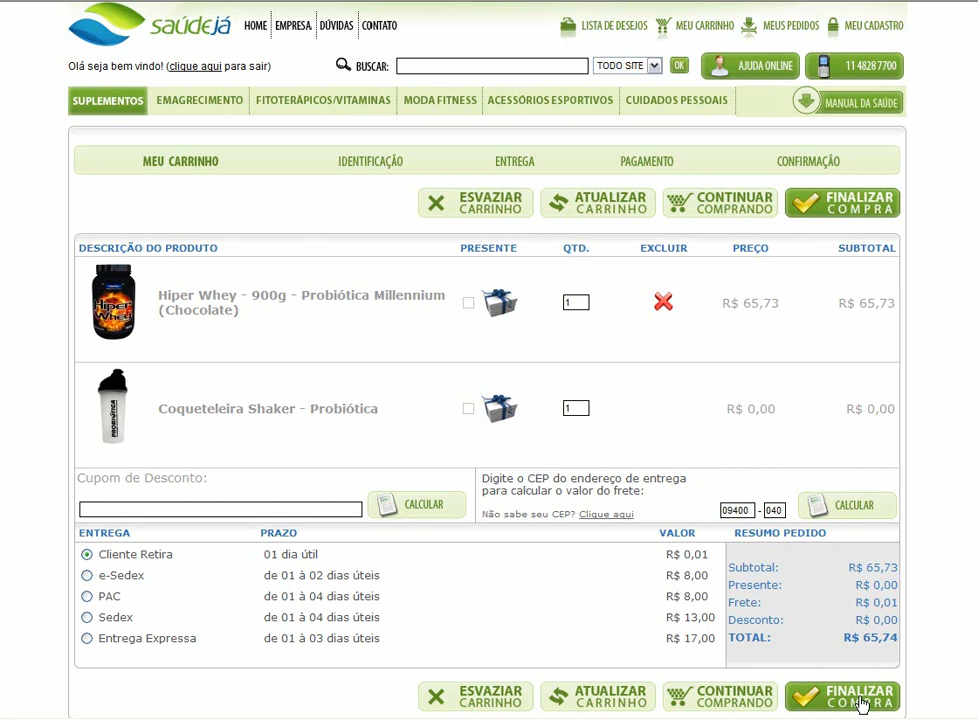 saúdejá
HOME EMPRESA DÚVIDAS CONTATO
LISTA DE DESEJOS MEU CARRINHO MEUS PEDIDOS MEU CADASTRO
Olá seja bem vindo! (clique aqui) para sair)
BUSCAR: TODO SITE OK
AJUDA ONLINE 11 4828 7700
SUPLEMENTOS EMAGRECIMENTO FITOTERÁPICOS/VITAMINAS MODA FITNESS ACESSÓRIOS ESPORTIVOS CUIDADOS PESSOAIS MANUAL DA SAÚDE
MEU CARRINHO IDENTIFICAÇÃO ENTREGA PAGAMENTO CONFIRMAÇÃO
ESVAZIAR CARRINHO ATUALIZAR CARRINHO CONTINUAR COMPRANDO FINALIZAR COMPRA
DESCRIÇÃO DO PRODUTO PRESENTE QTD. EXCLUIR PREÇO SUBTOTAL
Hiper Whey - 900g - Probiótica Millennium
(Chocolate)
1 R$ 65,73 R$ 65,73
Hiper Whey
Coqueteleira Shaker - Probiótica 1 R$ 0,00 R$ 0,00
PROBIÓTICA
Cupom de Desconto:
CALCULAR
Digite o CEP do endereço de entrega
para calcular o valor do frete:
Não sabe seu CEP? Clique aqui
09400 - 040 CALCULAR
ENTREGA PRAZO VALOR RESUMO PEDIDO
Cliente Retira 01 dia útil R$ 0,01
e-Sedex de 01 à 02 dias úteis R$ 8,00
PAC de 01 à 04 dias úteis R$ 8,00
Sedex de 01 à 04 dias úteis R$ 13,00
Entrega Expressa de 01 à 03 dias úteis R$ 17,00
Subtotal: R$ 65,73
Presente: R$ 0,00
Frete: R$ 0,01
Desconto: R$ 0,00
TOTAL: R$ 65,74
ESVAZIAR CARRINHO ATUALIZAR CARRINHO CONTINUAR COMPRANDO FINALIZAR COMPRA